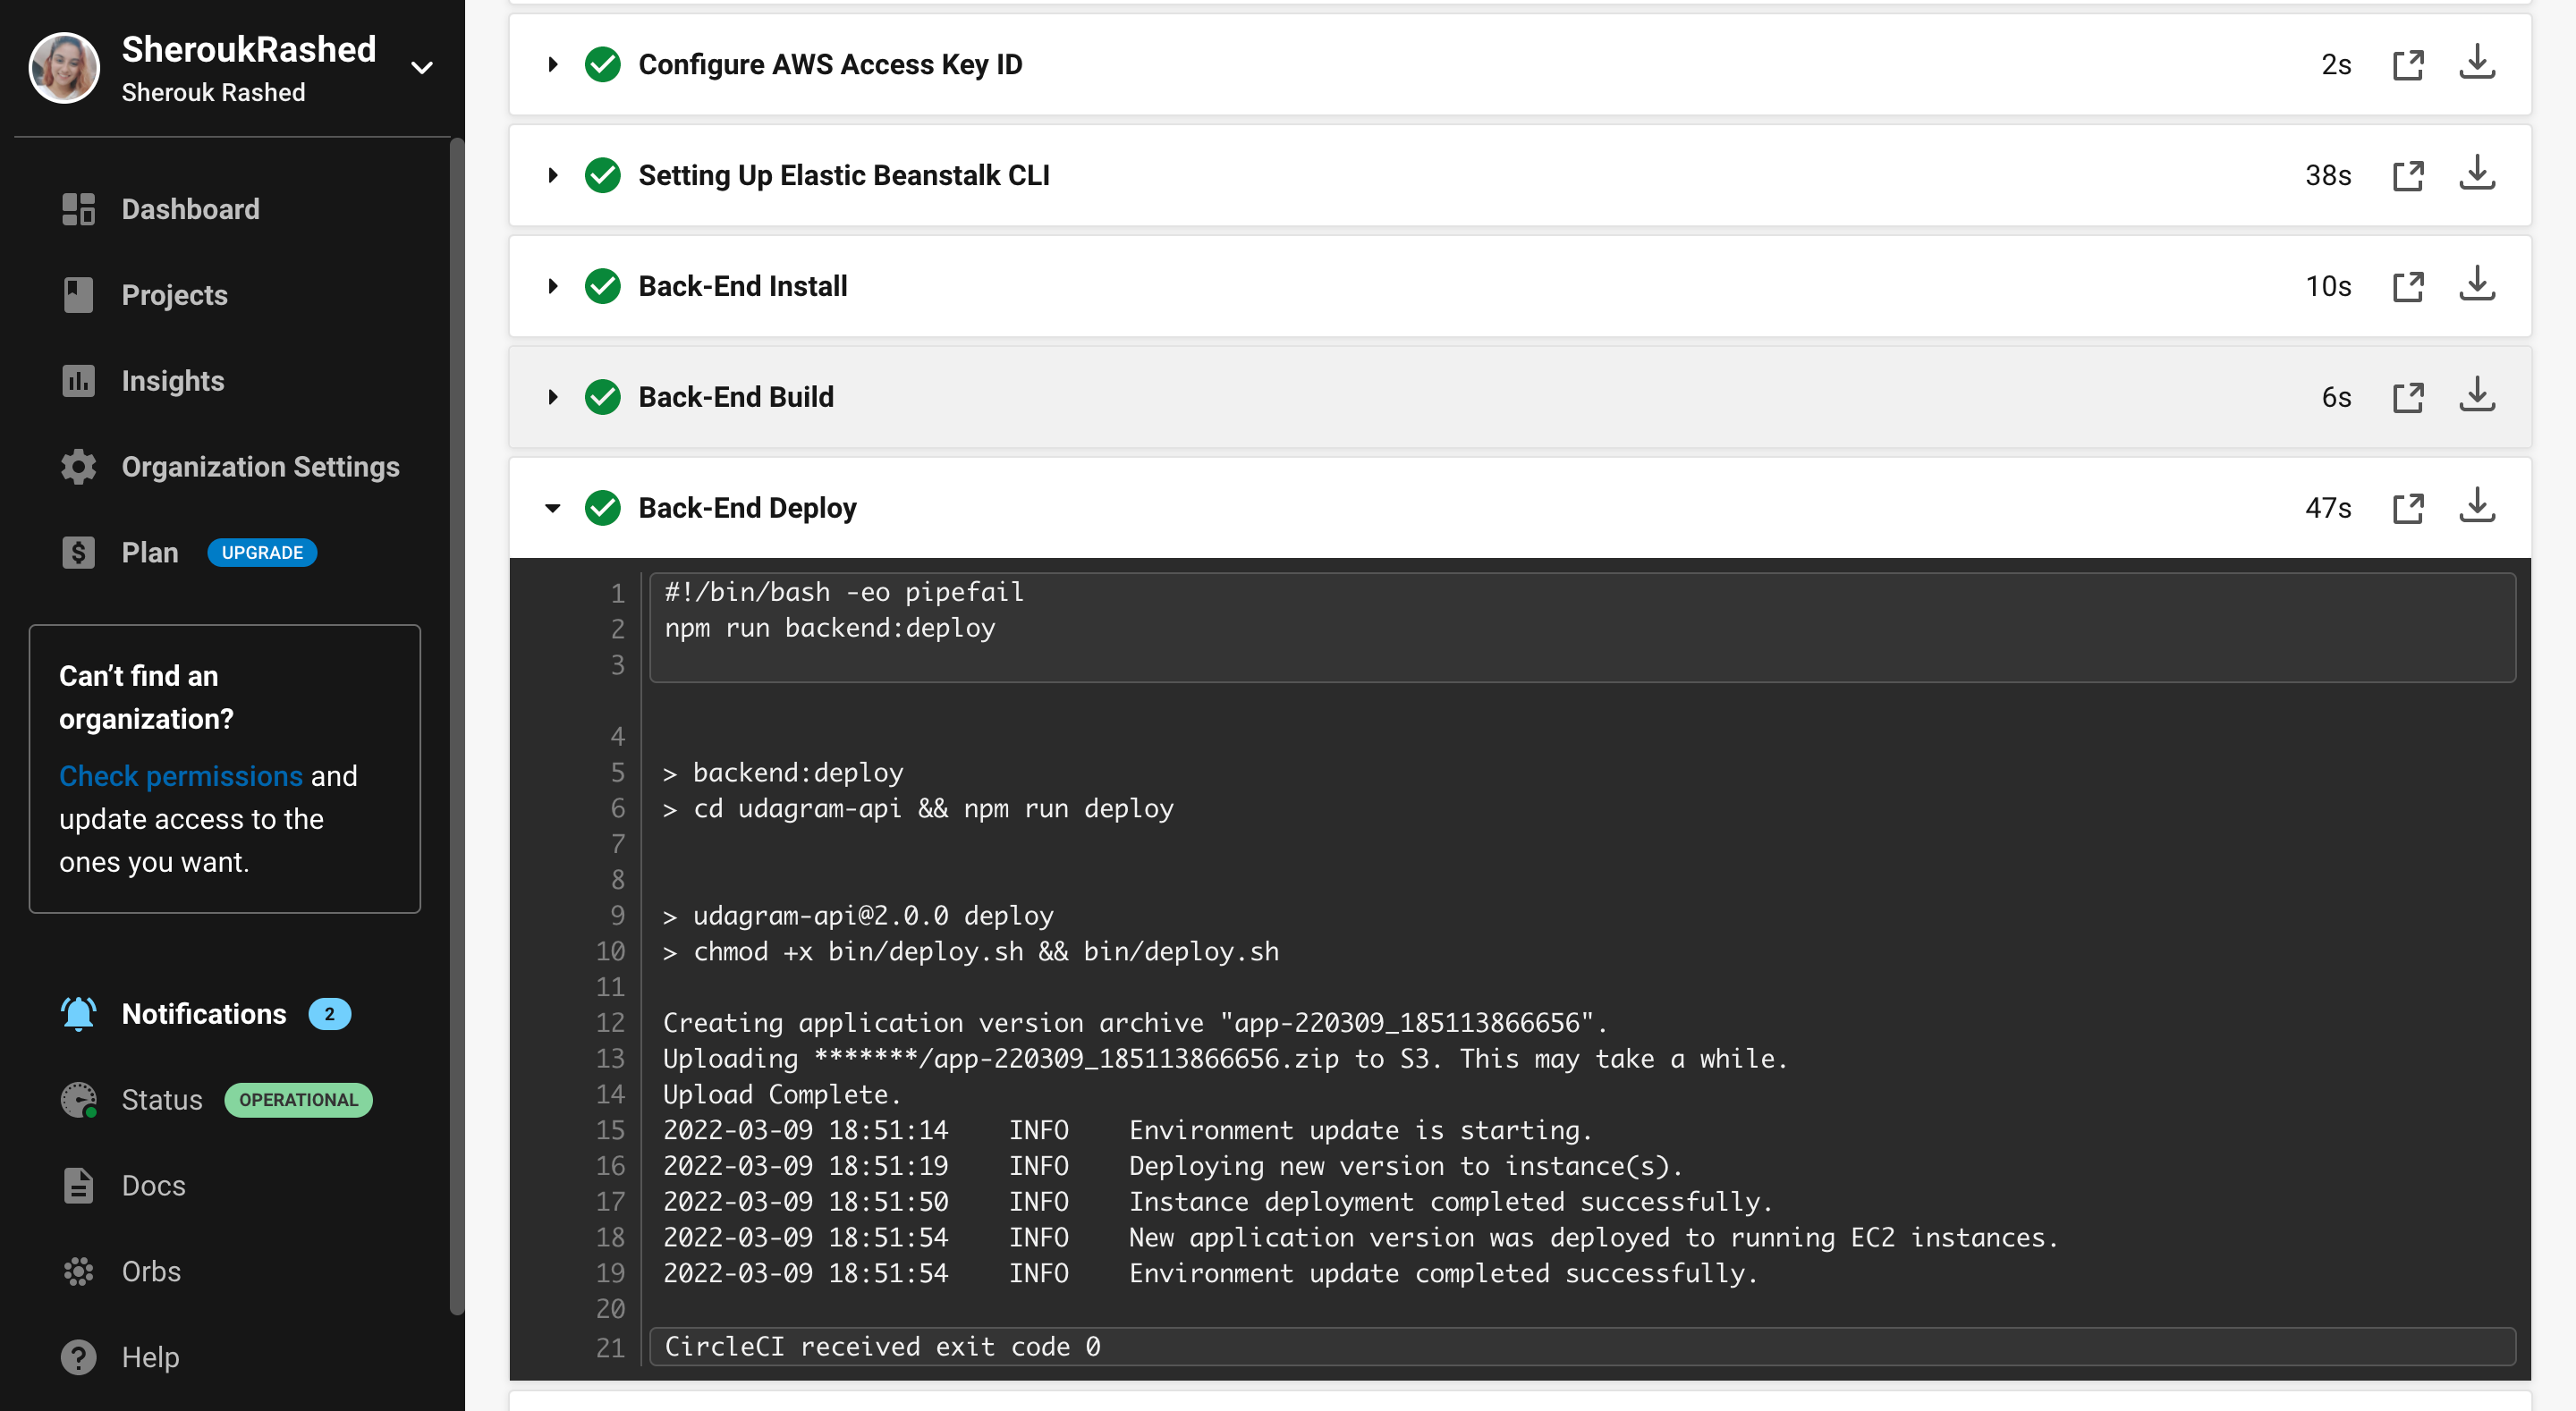 SheroukRashed
Sherouk Rashed
Dashboard
Projects
Insights
Organization Settings
Plan UPGRADE
Can’t find an
organization?
Check permissions and
update access to the
ones you want.
Notifications 2
Status OPERATIONAL
Docs
Orbs
Help
Configure AWS Access Key ID 2s
Setting Up Elastic Beanstalk CLI 38s
Back-End Install 10s
Back-End Build 6s
Back-End Deploy 47s
1 #!/bin/bash -eo pipefail
2 npm run backend:deploy
3
4
5 > backend:deploy
6 > cd udagram-api && npm run deploy
7
8
9 > udagram-api@2.0.0 deploy
10 > chmod +x bin/deploy.sh && bin/deploy.sh
11
12 Creating application version archive "app-220309_185113866656".
13 Uploading *******/app-220309_185113866656.zip to S3. This may take a while.
14 Upload Complete.
15 2022-03-09 18:51:14 INFO Environment update is starting.
16 2022-03-09 18:51:19 INFO Deploying new version to instance(s).
17 2022-03-09 18:51:50 INFO Instance deployment completed successfully.
18 2022-03-09 18:51:54 INFO New application version was deployed to running EC2 instances.
19 2022-03-09 18:51:54 INFO Environment update completed successfully.
20
21 CircleCI received exit code 0